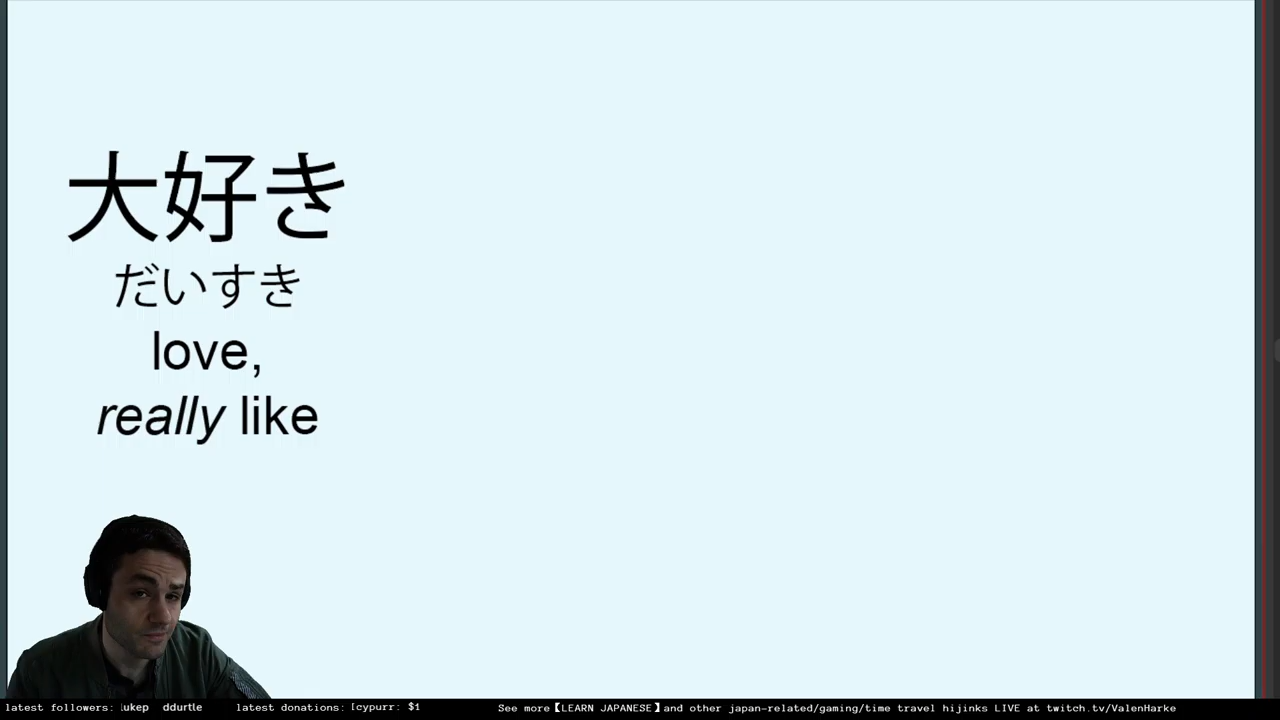 大好き
だいすき
love,
really like
latest followers: lukep ddurtle latest donations: [cypurr: $1 See more【LEARN JAPANESE】and other japan-related/gaming/time travel hijinks LIVE at twitch.tv/ValenHarke